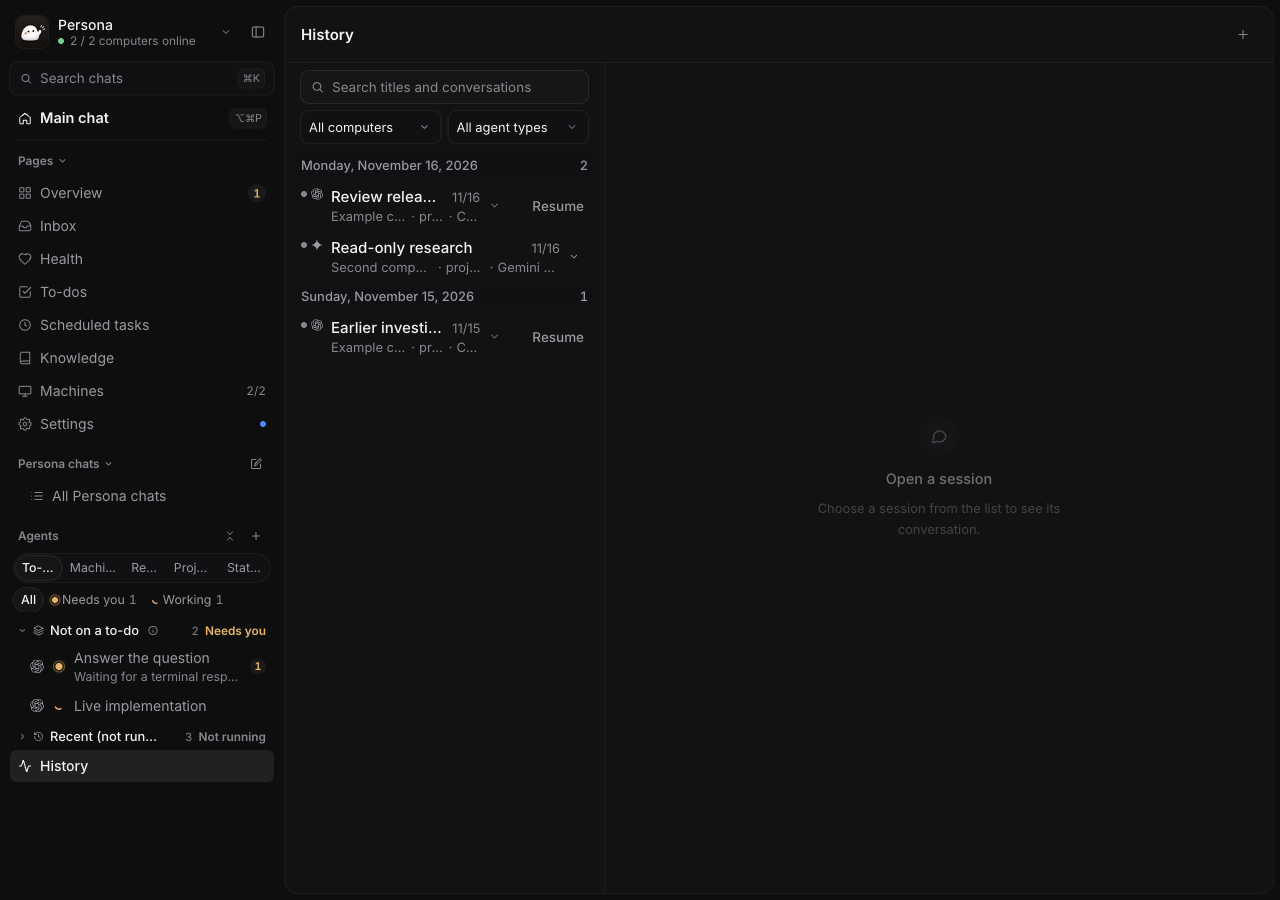 Persona
2 / 2 computers online
Search chats ⌘K
Main chat ⌥⌘P
Pages
Overview 1
Inbox
Health
To-dos
Scheduled tasks
Knowledge
Machines 2/2
Settings
Persona chats
All Persona chats
Agents
To-... Machi... Re... Proj... Stat...
All Needs you 1 Working 1
Not on a to-do 2 Needs you
Answer the question 1
Waiting for a terminal resp...
Live implementation
Recent (not run... 3 Not running
History
History
Search titles and conversations
All computers All agent types
Monday, November 16, 2026 2
Review relea... 11/16 Resume
Example c... · pr... · C...
Read-only research 11/16
Second comp... · proj... · Gemini ...
Sunday, November 15, 2026 1
Earlier investi... 11/15 Resume
Example c... · pr... · C...
Open a session
Choose a session from the list to see its
conversation.